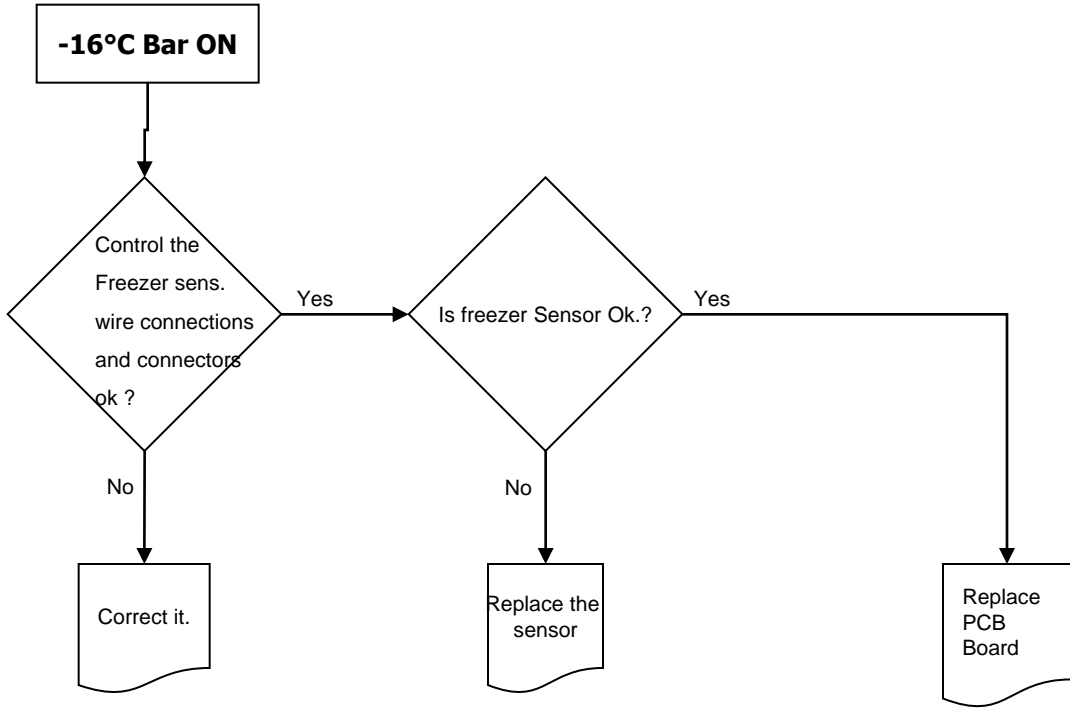 -16°C Bar ON
Control the
Freezer sens.
wire connections
and connectors
ok ?
Yes
Is freezer Sensor Ok.?
Yes
No
No
Correct it.
Replace the
sensor
Replace
PCB
Board